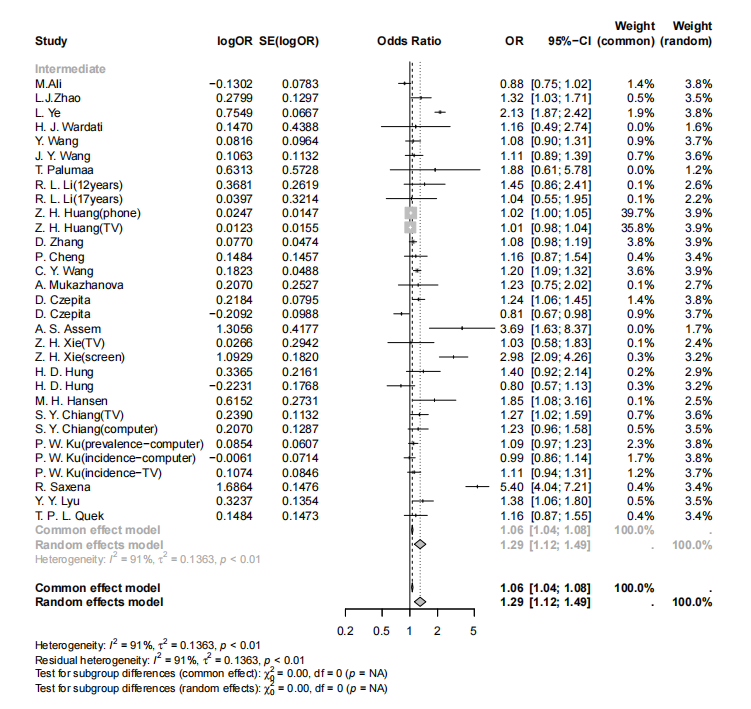 Weight Weight
Study logOR SE(logOR) Odds Ratio OR 95%−CI (common) (random)
Intermediate
M.Ali −0.1302 0.0783 0.88 [0.75; 1.02] 1.4% 3.8%
L.J.Zhao 0.2799 0.1297 1.32 [1.03; 1.71] 0.5% 3.5%
L. Ye 0.7549 0.0667 2.13 [1.87; 2.42] 1.9% 3.8%
H. J. Wardati 0.1470 0.4388 1.16 [0.49; 2.74] 0.0% 1.6%
Y. Wang 0.0816 0.0964 1.08 [0.90; 1.31] 0.9% 3.7%
J. Y. Wang 0.1063 0.1132 1.11 [0.89; 1.39] 0.7% 3.6%
T. Palumaa 0.6313 0.5728 1.88 [0.61; 5.78] 0.0% 1.2%
R. L. Li(12years) 0.3681 0.2619 1.45 [0.86; 2.41] 0.1% 2.6%
R. L. Li(17years) 0.0397 0.3214 1.04 [0.55; 1.95] 0.1% 2.2%
Z. H. Huang(phone) 0.0247 0.0147 1.02 [1.00; 1.05] 39.7% 3.9%
Z. H. Huang(TV) 0.0123 0.0155 1.01 [0.98; 1.04] 35.8% 3.9%
D. Zhang 0.0770 0.0474 1.08 [0.98; 1.19] 3.8% 3.9%
P. Cheng 0.1484 0.1457 1.16 [0.87; 1.54] 0.4% 3.4%
C. Y. Wang 0.1823 0.0488 1.20 [1.09; 1.32] 3.6% 3.9%
A. Mukazhanova 0.2070 0.2527 1.23 [0.75; 2.02] 0.1% 2.7%
D. Czepita 0.2184 0.0795 1.24 [1.06; 1.45] 1.4% 3.8%
D. Czepita −0.2092 0.0988 0.81 [0.67; 0.98] 0.9% 3.7%
A. S. Assem 1.3056 0.4177 3.69 [1.63; 8.37] 0.0% 1.7%
Z. H. Xie(TV) 0.0266 0.2942 1.03 [0.58; 1.83] 0.1% 2.4%
Z. H. Xie(screen) 1.0929 0.1820 2.98 [2.09; 4.26] 0.3% 3.2%
H. D. Hung 0.3365 0.2161 1.40 [0.92; 2.14] 0.2% 2.9%
H. D. Hung −0.2231 0.1768 0.80 [0.57; 1.13] 0.3% 3.2%
M. H. Hansen 0.6152 0.2731 1.85 [1.08; 3.16] 0.1% 2.5%
S. Y. Chiang(TV) 0.2390 0.1132 1.27 [1.02; 1.59] 0.7% 3.6%
S. Y. Chiang(computer) 0.2070 0.1287 1.23 [0.96; 1.58] 0.5% 3.5%
P. W. Ku(prevalence−computer) 0.0854 0.0607 1.09 [0.97; 1.23] 2.3% 3.8%
P. W. Ku(incidence−computer) −0.0061 0.0714 0.99 [0.86; 1.14] 1.7% 3.8%
P. W. Ku(incidence−TV) 0.1074 0.0846 1.11 [0.94; 1.31] 1.2% 3.7%
R. Saxena 1.6864 0.1476 5.40 [4.04; 7.21] 0.4% 3.4%
Y. Y. Lyu 0.3237 0.1354 1.38 [1.06; 1.80] 0.5% 3.5%
T. P. L. Quek 0.1484 0.1473 1.16 [0.87; 1.55] 0.4% 3.4%
Common effect model 1.06 [1.04; 1.08] 100.0% .
Random effects model 1.29 [1.12; 1.49] . 100.0%
Heterogeneity: I² = 91%, τ² = 0.1363, p < 0.01
Common effect model 1.06 [1.04; 1.08] 100.0% .
Random effects model 1.29 [1.12; 1.49] . 100.0%
0.2 0.5 1 2 5
Heterogeneity: I² = 91%, τ² = 0.1363, p < 0.01
Residual heterogeneity: I² = 91%, τ² = 0.1363, p < 0.01
Test for subgroup differences (common effect): χ²₀ = 0.00, df = 0 (p = NA)
Test for subgroup differences (random effects): χ²₀ = 0.00, df = 0 (p = NA)